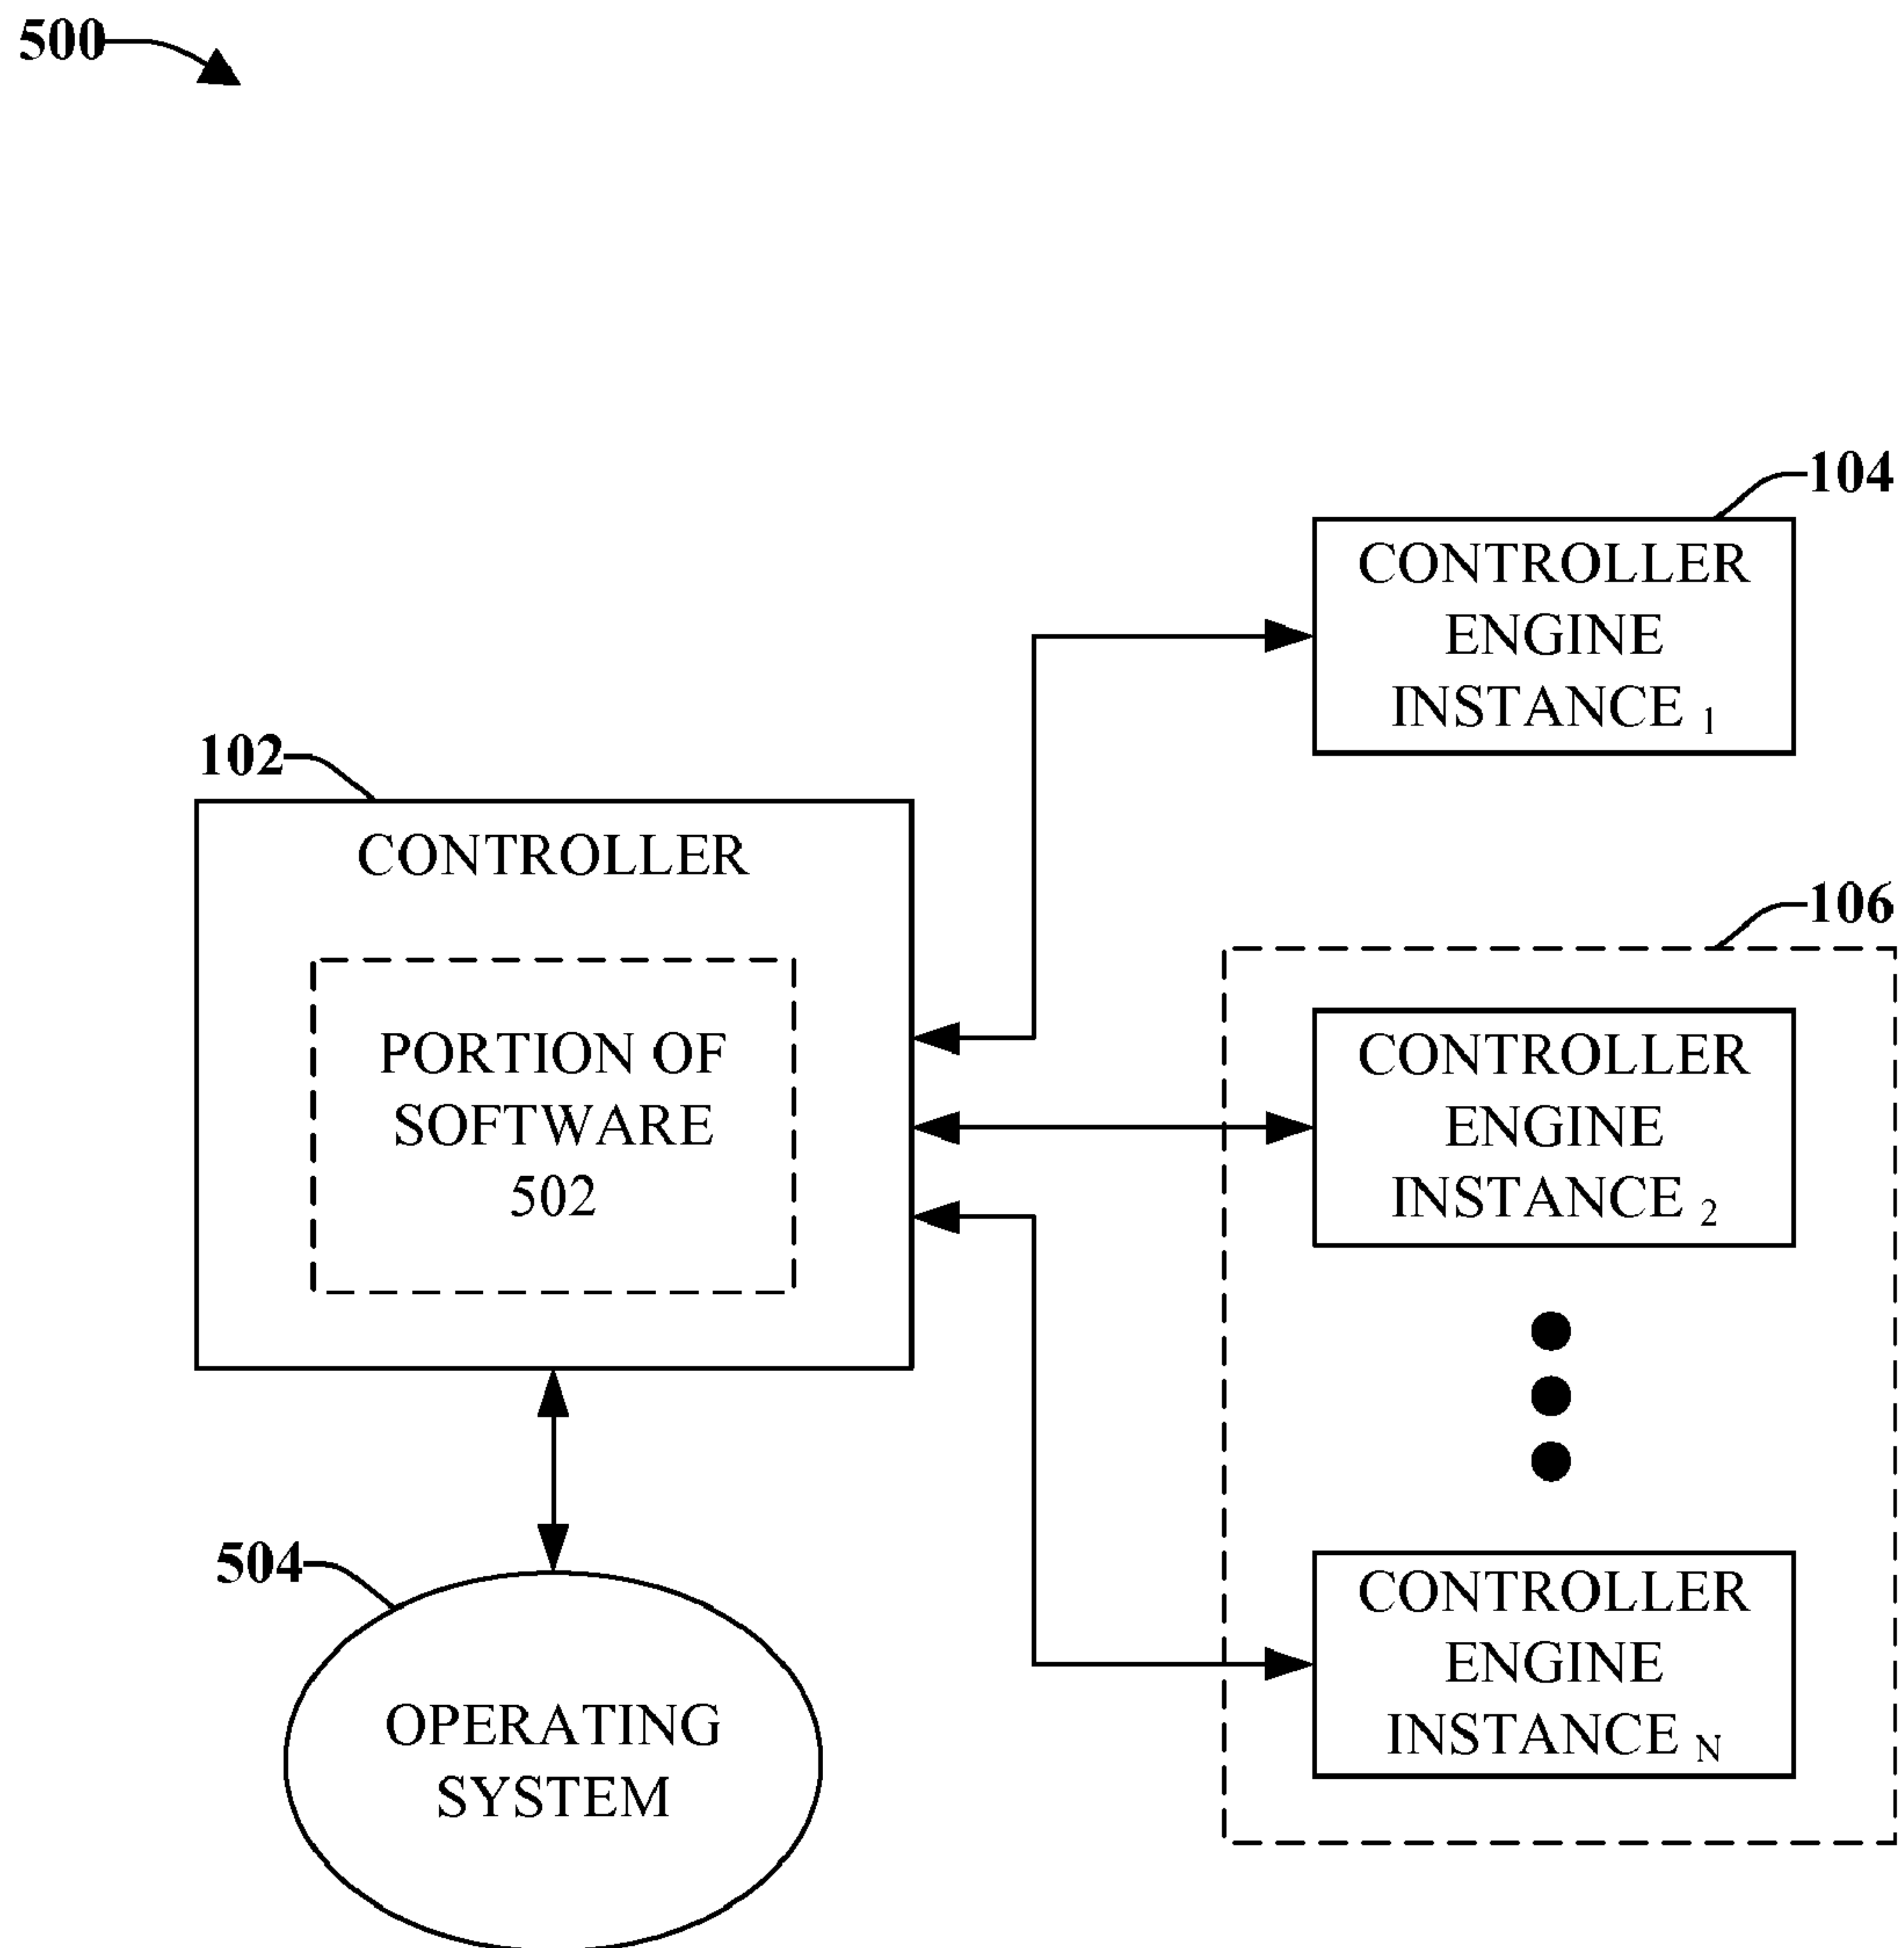 500
104
CONTROLLER
ENGINE
INSTANCE 1
102
CONTROLLER
PORTION OF
SOFTWARE
502
106
CONTROLLER
ENGINE
INSTANCE 2
CONTROLLER
ENGINE
INSTANCE N
504
OPERATING
SYSTEM